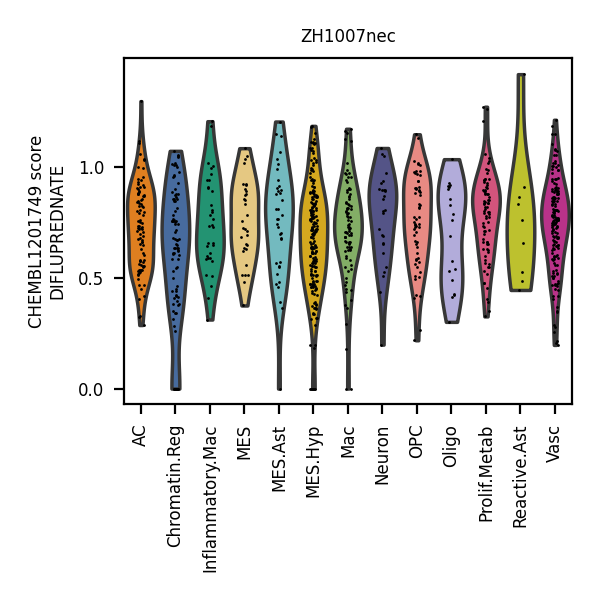 ZH1007nec
CHEMBL1201749 score
DIFLUPREDNATE
1.0
0.5
0.0
AC
Chromatin.Reg
Inflammatory.Mac
MES
MES.Ast
MES.Hyp
Mac
Neuron
OPC
Oligo
Prolif.Metab
Reactive.Ast
Vasc